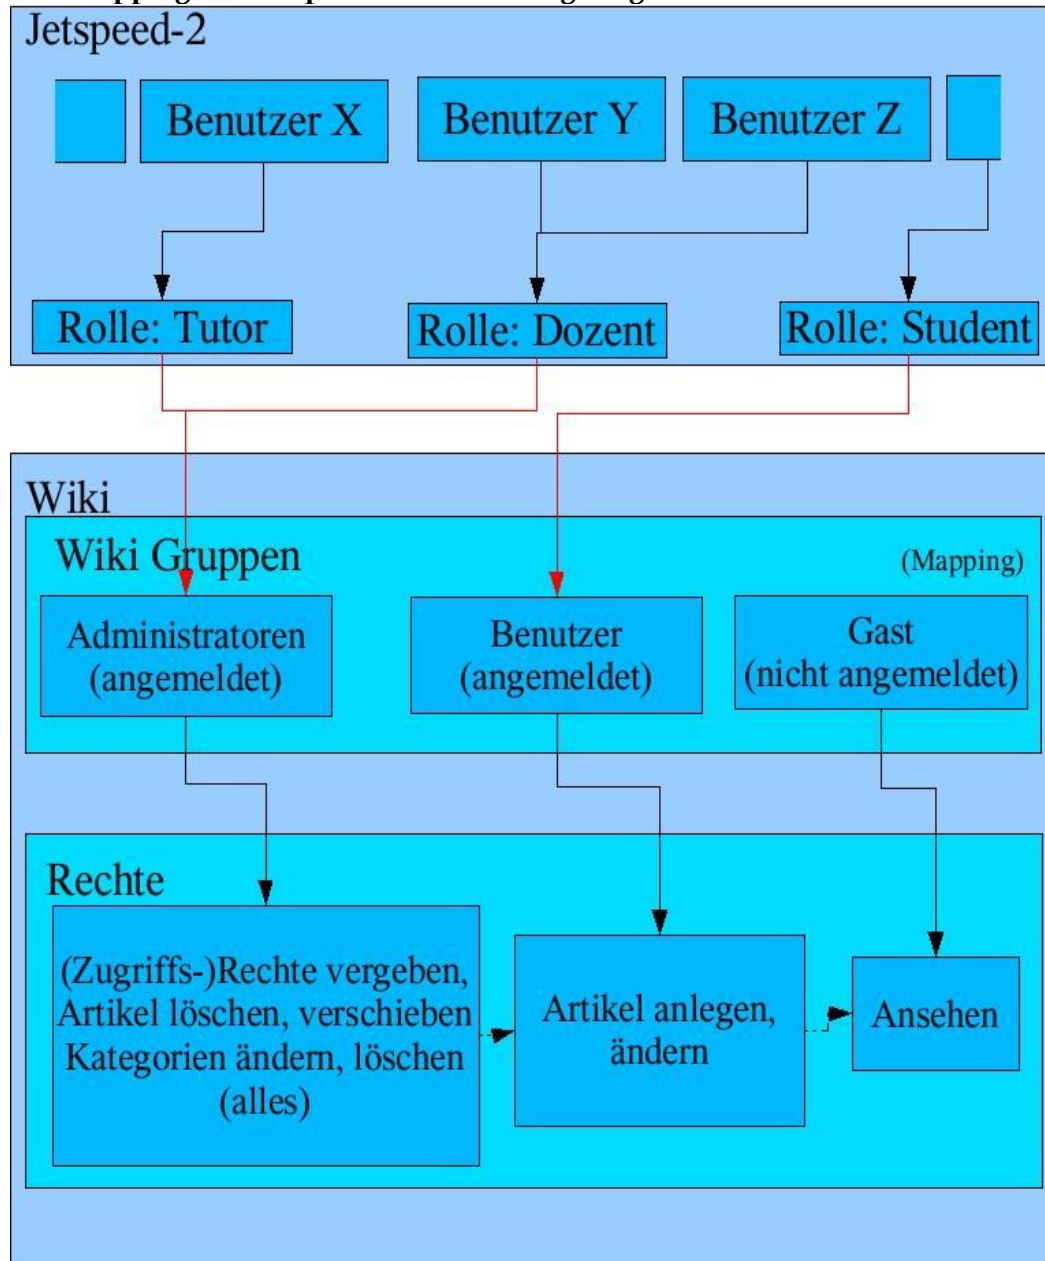 Jetspeed-2
Benutzer X
Benutzer Y
Benutzer Z
Rolle: Tutor
Rolle: Dozent
Rolle: Student
Wiki
Wiki Gruppen
(Mapping)
Administratoren
(angemeldet)
Benutzer
(angemeldet)
Gast
(nicht angemeldet)
Rechte
(Zugriffs-)Rechte vergeben,
Artikel löschen, verschieben
Kategorien ändern, löschen
(alles)
Artikel anlegen,
ändern
Ansehen